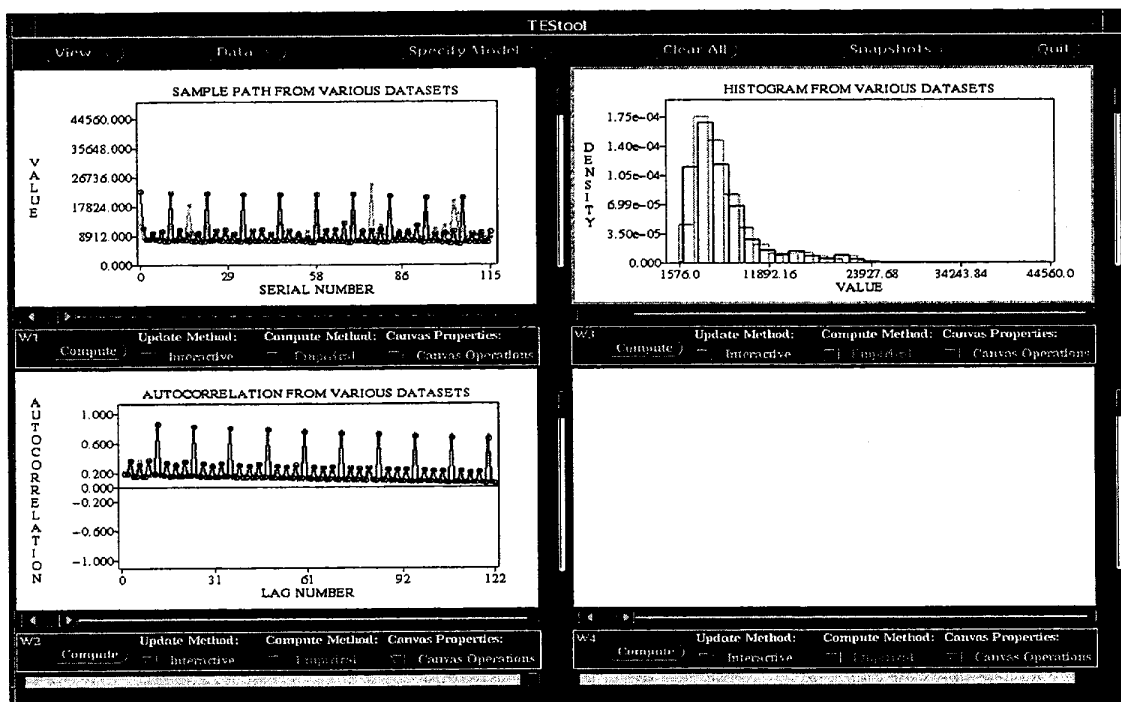 TEStool
View Data Specify Model Clear All Snapshots Quit
SAMPLE PATH FROM VARIOUS DATASETS
VALUE
44560.000
35648.000
26736.000
17824.000
8912.000
0.000
0 29 58 86 115
SERIAL NUMBER
W1 Update Method: Compute Method: Canvas Properties:
Compute Interactive Empirical Canvas Operations
HISTOGRAM FROM VARIOUS DATASETS
DENSITY
1.75e-04
1.40e-04
1.05e-04
6.99e-05
3.50e-05
0.000
1576.0 11892.16 23927.68 34243.84 44560.0
VALUE
W3 Update Method: Compute Method: Canvas Properties:
Compute Interactive Empirical Canvas Operations
AUTOCORRELATION FROM VARIOUS DATASETS
AUTOCORRELATION
1.000
0.600
0.200
0.000
-0.200
-0.600
-1.000
0 31 61 92 122
LAG NUMBER
W2 Update Method: Compute Method: Canvas Properties:
Compute Interactive Empirical Canvas Operations
W4 Update Method: Compute Method: Canvas Properties:
Compute Interactive Empirical Canvas Operations